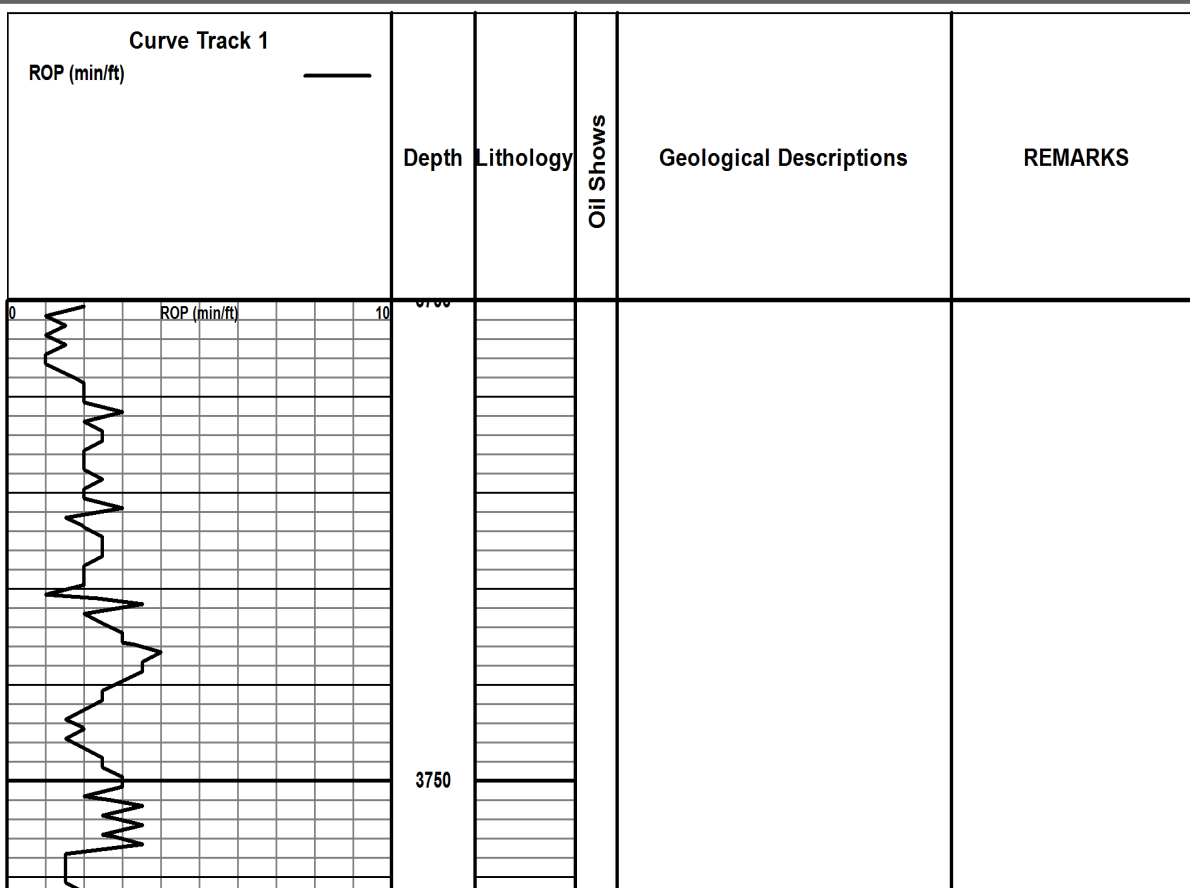 Curve Track 1
ROP (min/ft)
Depth
Lithology
Oil Shows
Geological Descriptions
REMARKS
0
ROP (min/ft)
10
3750